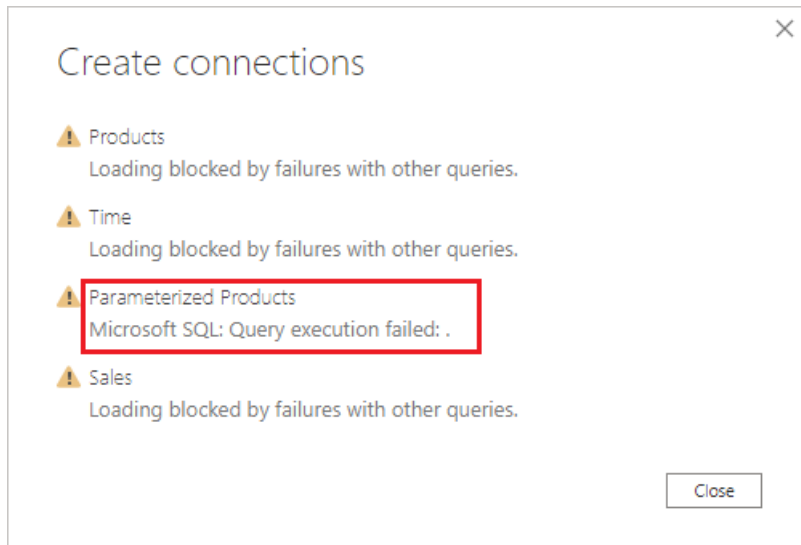 Create connections
Products
Loading blocked by failures with other queries.
Time
Loading blocked by failures with other queries.
Parameterized Products
Microsoft SQL: Query execution failed: .
Sales
Loading blocked by failures with other queries.
Close